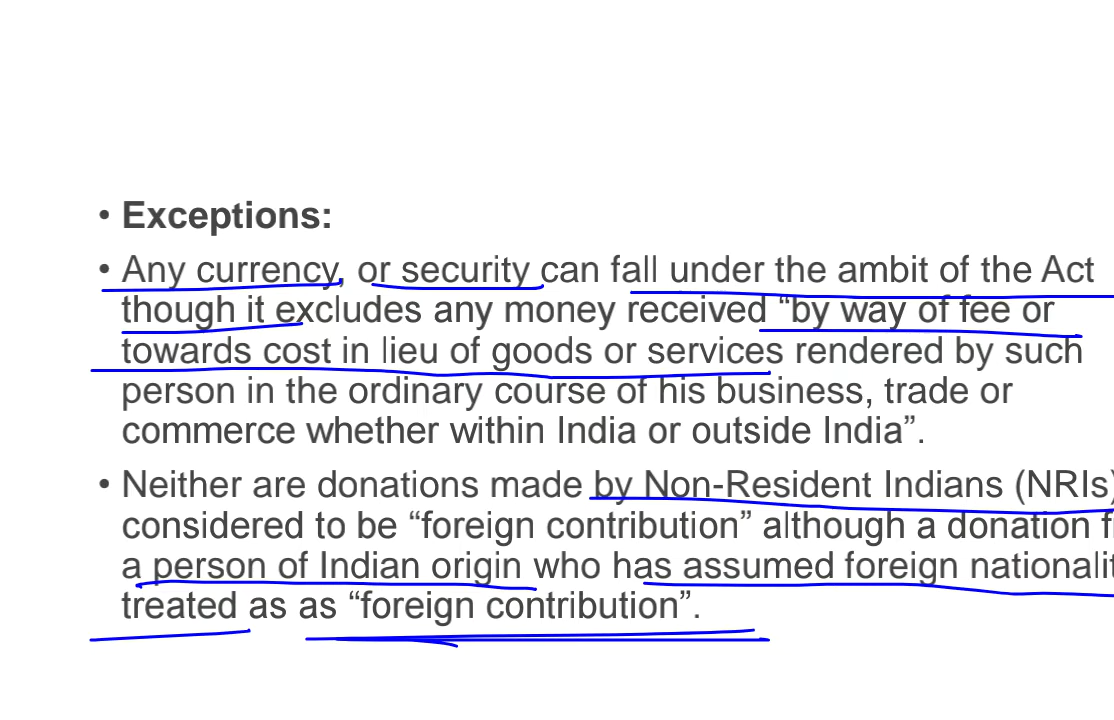 • Exceptions:
• Any currency, or security can fall under the ambit of the Act
though it excludes any money received “by way of fee or
towards cost in lieu of goods or services rendered by such
person in the ordinary course of his business, trade or
commerce whether within India or outside India”.
• Neither are donations made by Non-Resident Indians (NRIs)
considered to be “foreign contribution” although a donation
a person of Indian origin who has assumed foreign
treated as as “foreign contribution”.